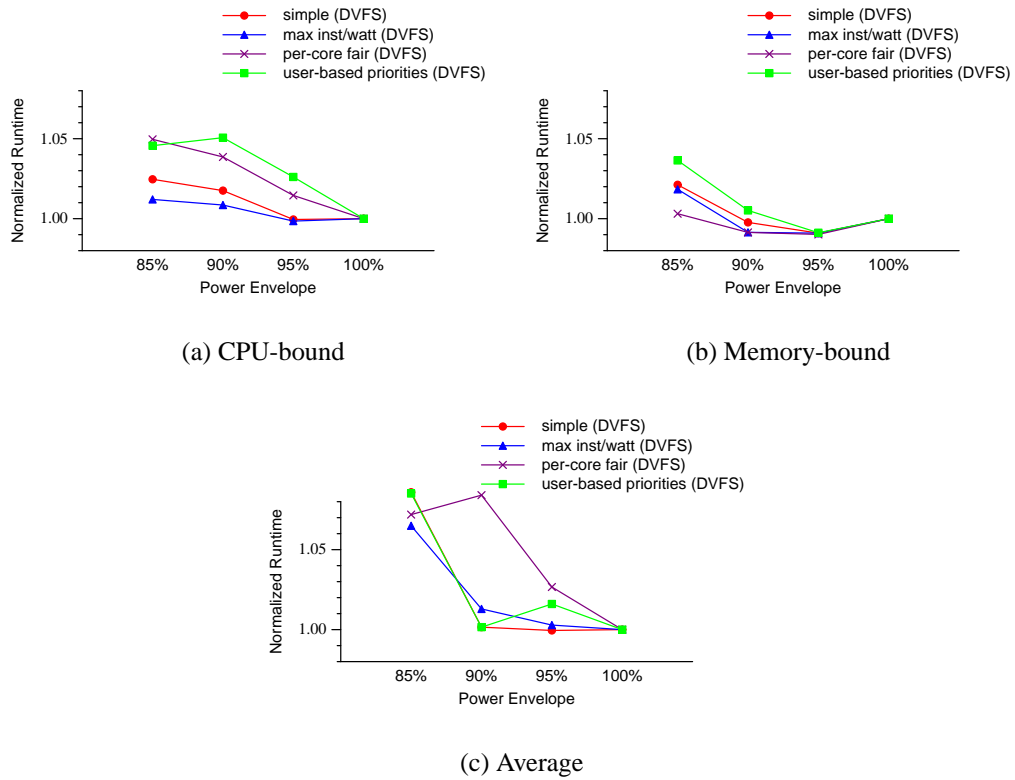 simple (DVFS)
max inst/watt (DVFS)
per-core fair (DVFS)
user-based priorities (DVFS)
Normalized Runtime
1.05
1.00
85% 90% 95% 100%
Power Envelope
(a) CPU-bound
simple (DVFS)
max inst/watt (DVFS)
per-core fair (DVFS)
user-based priorities (DVFS)
Normalized Runtime
1.05
1.00
85% 90% 95% 100%
Power Envelope
(b) Memory-bound
simple (DVFS)
max inst/watt (DVFS)
per-core fair (DVFS)
user-based priorities (DVFS)
Normalized Runtime
1.05
1.00
85% 90% 95% 100%
Power Envelope
(c) Average